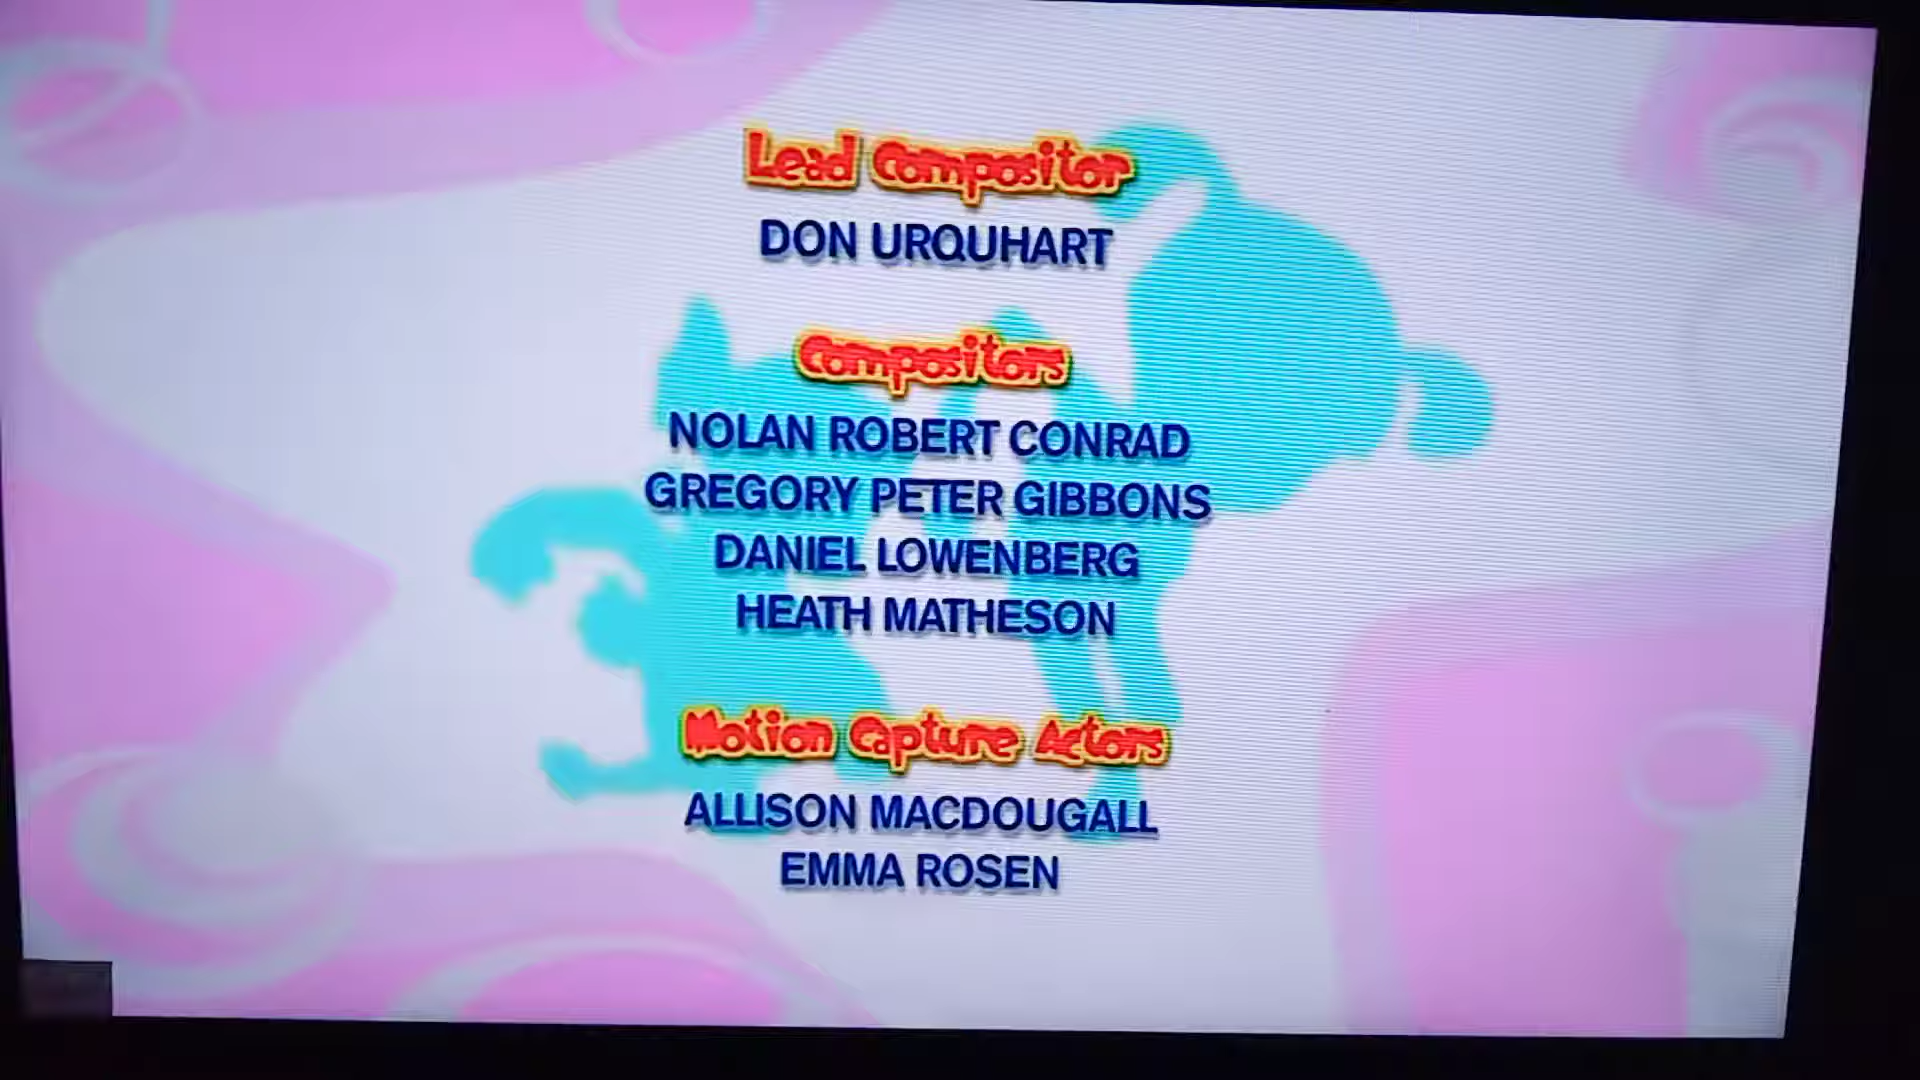 Lead Compositor
DON URQUHART
Compositors
NOLAN ROBERT CONRAD
GREGORY PETER GIBBONS
DANIEL LOWENBERG
HEATH MATHESON
Motion Capture Actors
ALLISON MACDOUGALL
EMMA ROSEN